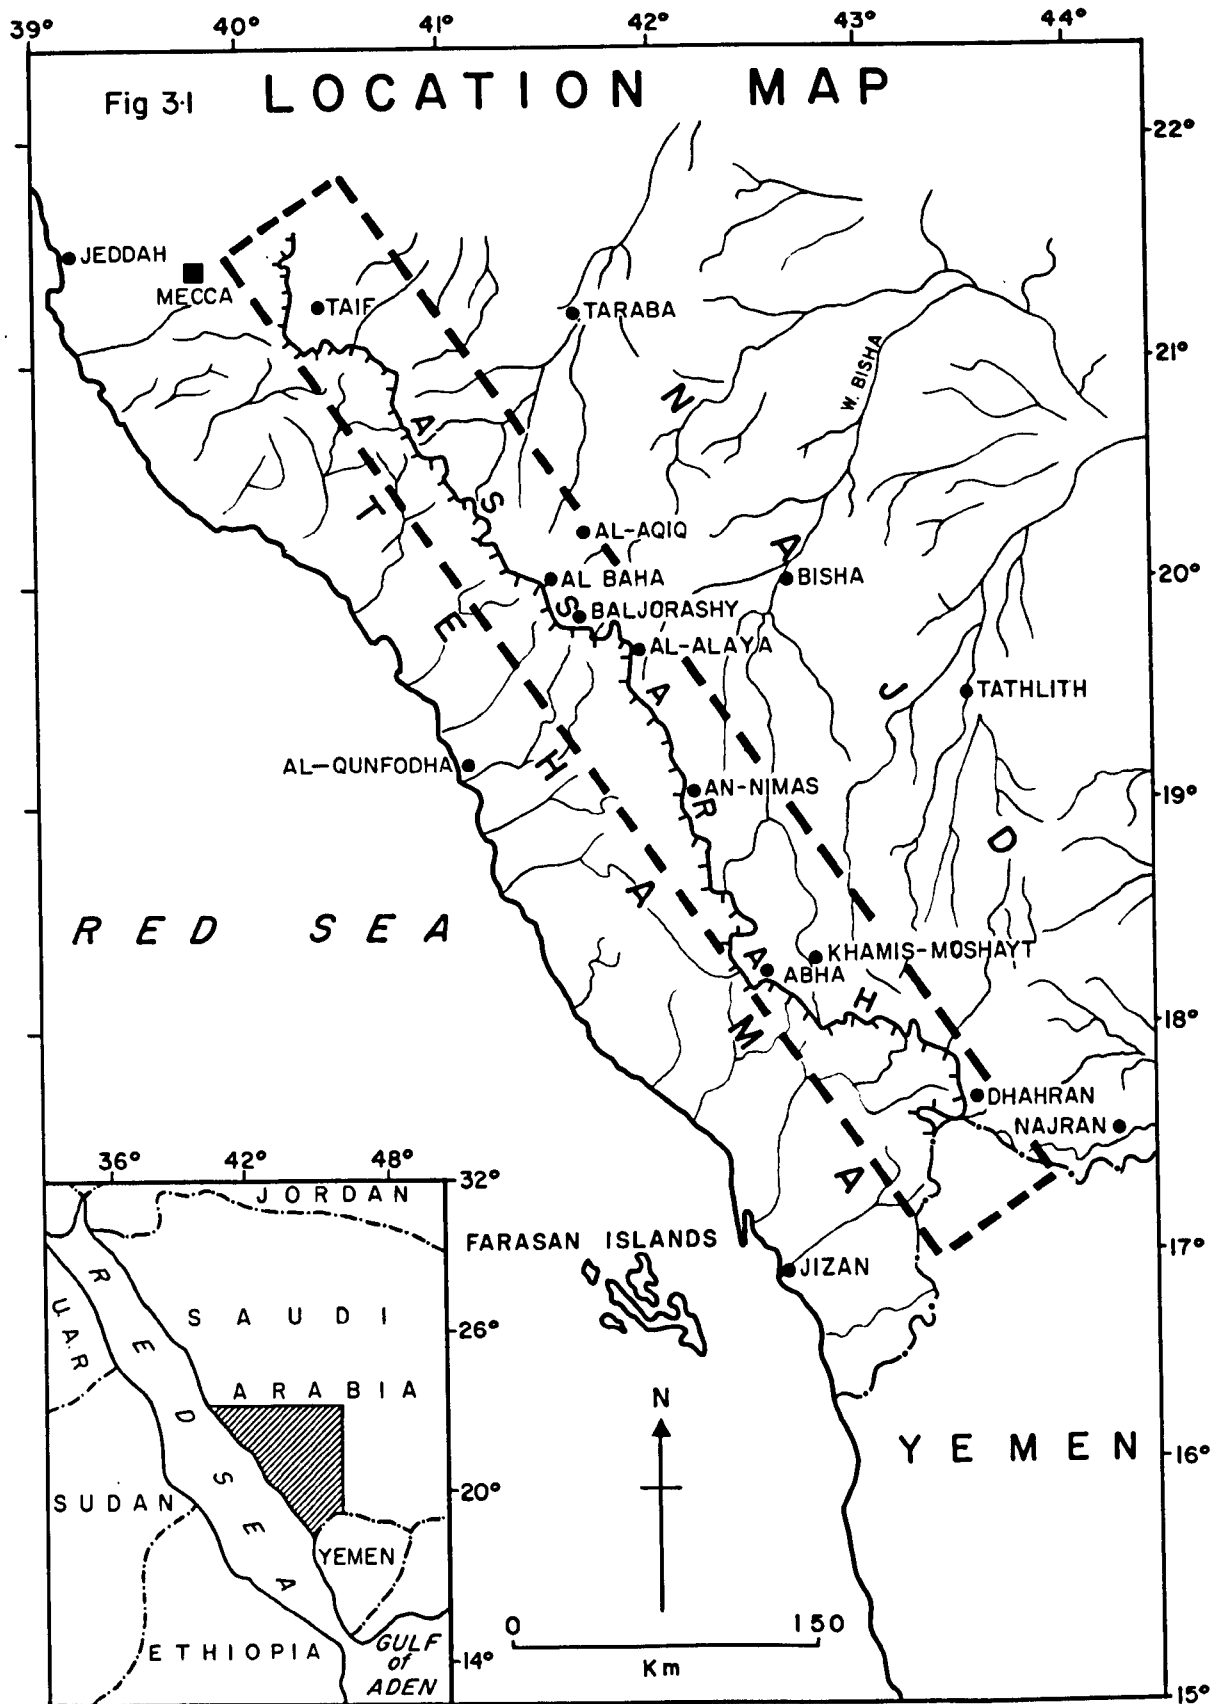 39° 40° 41° 42° 43° 44°
Fig 3·1 LOCATION MAP
22°
JEDDAH
MECCA
TAIF
TARABA
21°
W. BISHA
NAJD
AS SARAH
TEHAMA
AL-AQIQ
AL BAHA
BISHA
20°
BALJORASHY
AL-ALAYA
TATHLITH
AL-QUNFODHA
AN-NIMAS
19°
RED SEA
KHAMIS-MOSHAYT
ABHA
18°
DHAHRAN
NAJRAN
36° 42° 48°
32°
JORDAN
FARASAN ISLANDS
17°
JIZAN
RED SEA
U.A.R
SAUDI
26°
ARABIA
N
YEMEN
16°
SUDAN
20°
YEMEN
0 150
Km
ETHIOPIA
GULF
of
ADEN
14°
15°